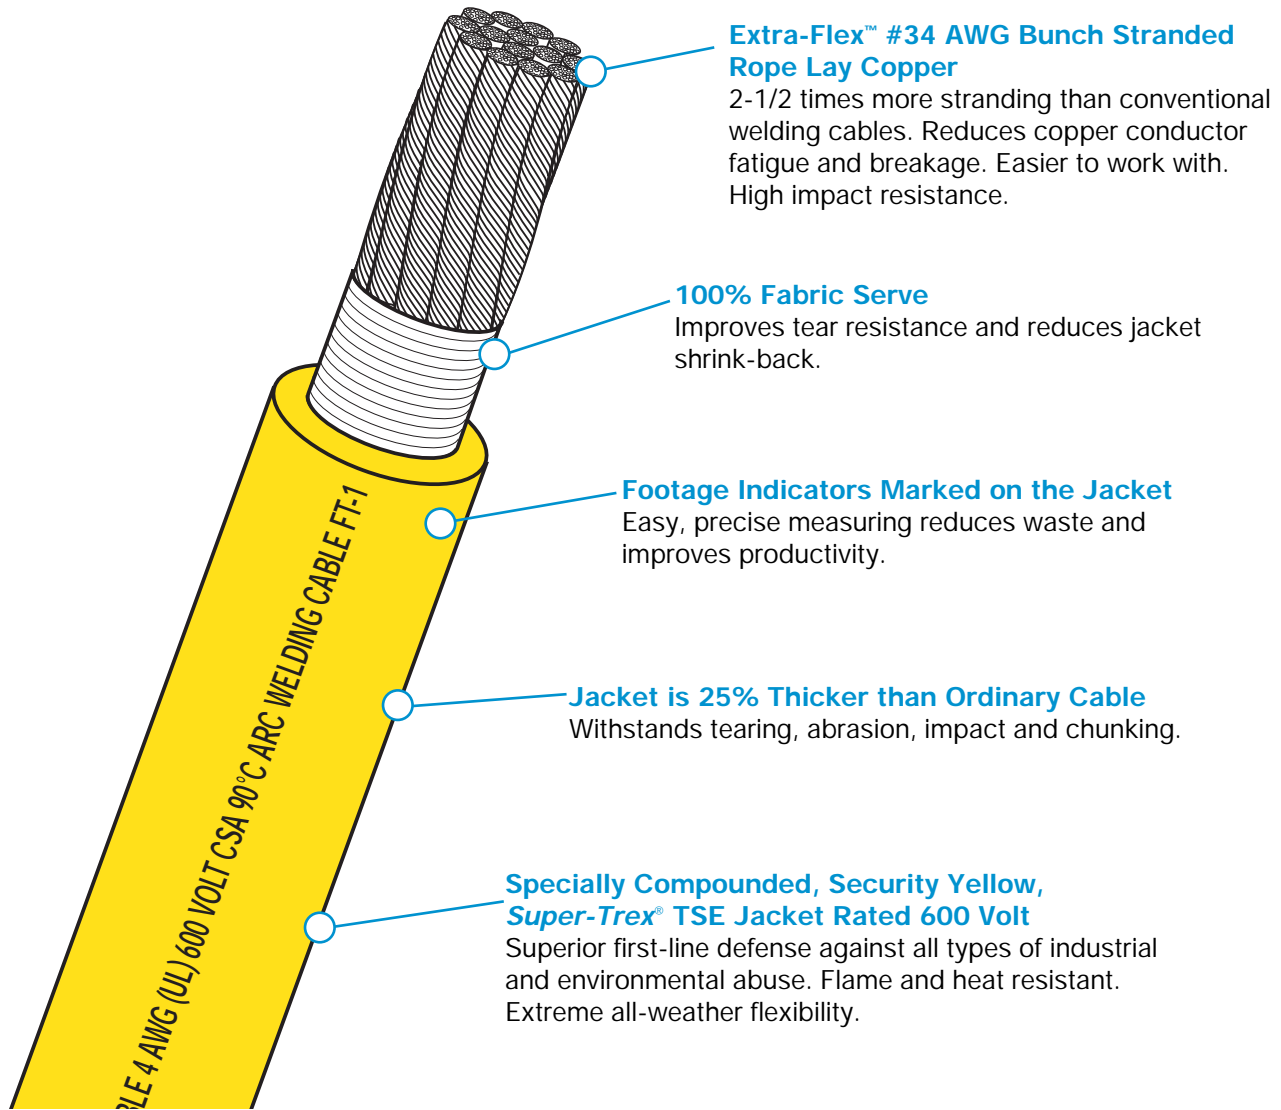 Extra-Flex™ #34 AWG Bunch Stranded
Rope Lay Copper
2-1/2 times more stranding than conventional
welding cables. Reduces copper conductor
fatigue and breakage. Easier to work with.
High impact resistance.
100% Fabric Serve
Improves tear resistance and reduces jacket
shrink-back.
Footage Indicators Marked on the Jacket
Easy, precise measuring reduces waste and
improves productivity.
Jacket is 25% Thicker than Ordinary Cable
Withstands tearing, abrasion, impact and chunking.
Specially Compounded, Security Yellow,
Super-Trex® TSE Jacket Rated 600 Volt
Superior first-line defense against all types of industrial
and environmental abuse. Flame and heat resistant.
Extreme all-weather flexibility.
4 AWG (UL) 600 VOLT CSA 90°C ARC WELDING CABLE FT-1